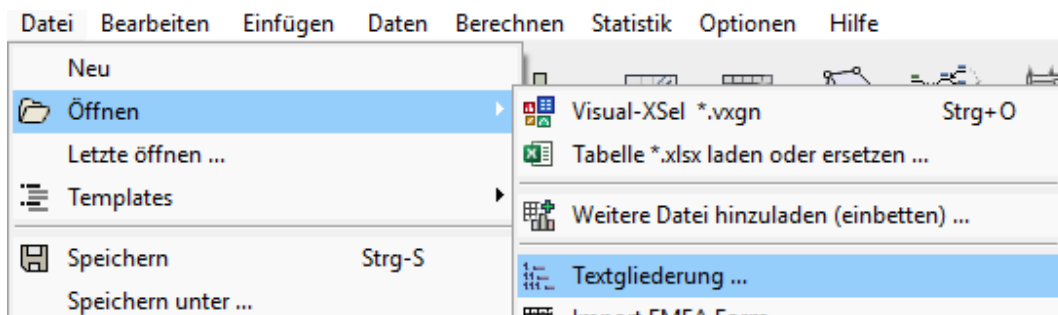 Datei Bearbeiten Einfügen Daten Berechnen Statistik Optionen Hilfe
Neu
Öffnen
Letzte öffnen ...
Templates
Speichern Strg-S
Speichern unter ...
Visual-XSel *.vxgn Strg+O
Tabelle *.xlsx laden oder ersetzen ...
Weitere Datei hinzuladen (einbetten) ...
Textgliederung ...